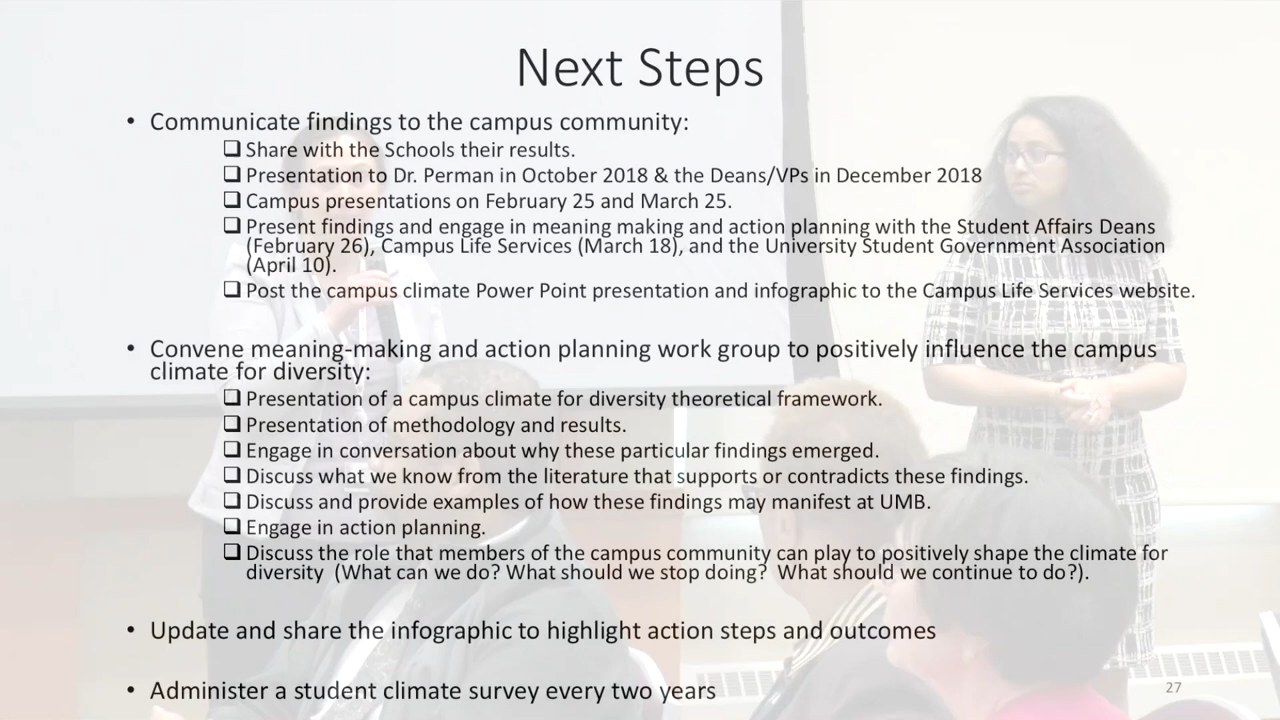 Next Steps
• Communicate findings to the campus community:
❑ Share with the Schools their results.
❑ Presentation to Dr. Perman in October 2018 & the Deans/VPs in December 2018
❑ Campus presentations on February 25 and March 25.
❑ Present findings and engage in meaning making and action planning with the Student Affairs Deans
(February 26), Campus Life Services (March 18), and the University Student Government Association
(April 10).
❑ Post the campus climate Power Point presentation and infographic to the Campus Life Services website.
• Convene meaning-making and action planning work group to positively influence the campus
climate for diversity:
❑ Presentation of a campus climate for diversity theoretical framework.
❑ Presentation of methodology and results.
❑ Engage in conversation about why these particular findings emerged.
❑ Discuss what we know from the literature that supports or contradicts these findings.
❑ Discuss and provide examples of how these findings may manifest at UMB.
❑ Engage in action planning.
❑ Discuss the role that members of the campus community can play to positively shape the climate for
diversity (What can we do? What should we stop doing? What should we continue to do?).
• Update and share the infographic to highlight action steps and outcomes
• Administer a student climate survey every two years
27